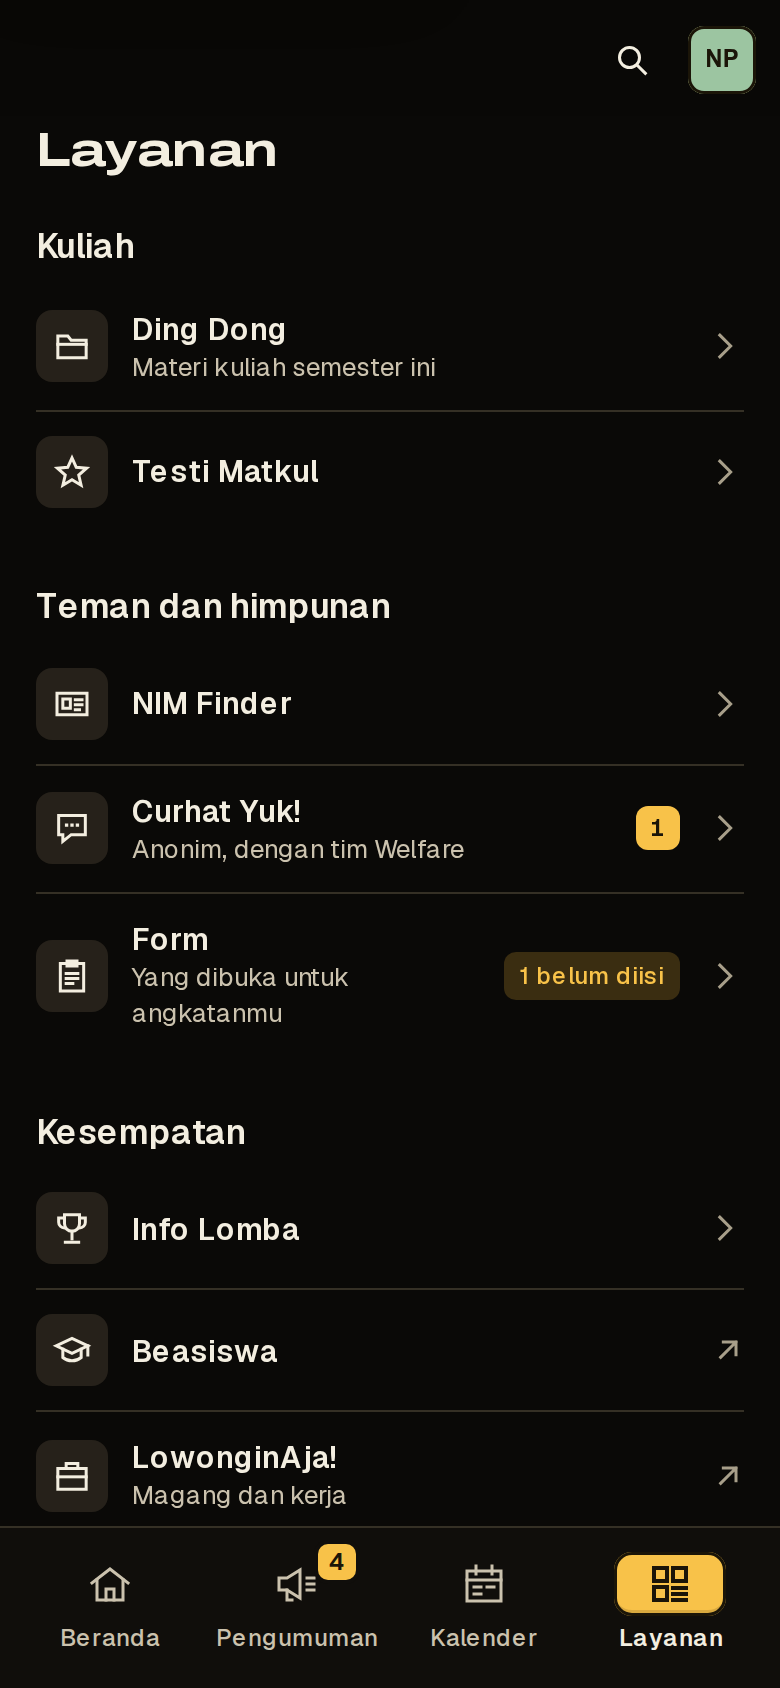 NP
Layanan
Kuliah
Ding Dong
Materi kuliah semester ini
Testi Matkul
Teman dan himpunan
NIM Finder
Curhat Yuk!
Anonim, dengan tim Welfare
1
Form
Yang dibuka untuk
angkatanmu
1 belum diisi
Kesempatan
Info Lomba
Beasiswa
LowonginAja!
Magang dan kerja
4
Beranda
Pengumuman
Kalender
Layanan